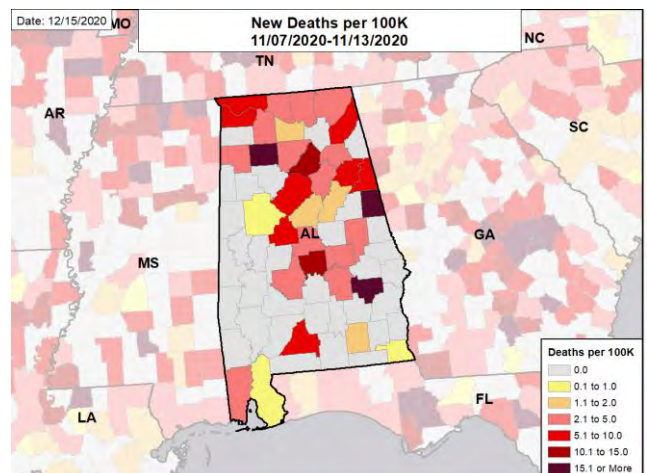 Date: 12/15/2020
New Deaths per 100K
11/07/2020-11/13/2020
MO
NC
TN
AR
SC
AL
MS
GA
LA
FL
Deaths per 100K
0.0
0.1 to 1.0
1.1 to 2.0
2.1 to 5.0
5.1 to 10.0
10.1 to 15.0
15.1 or More